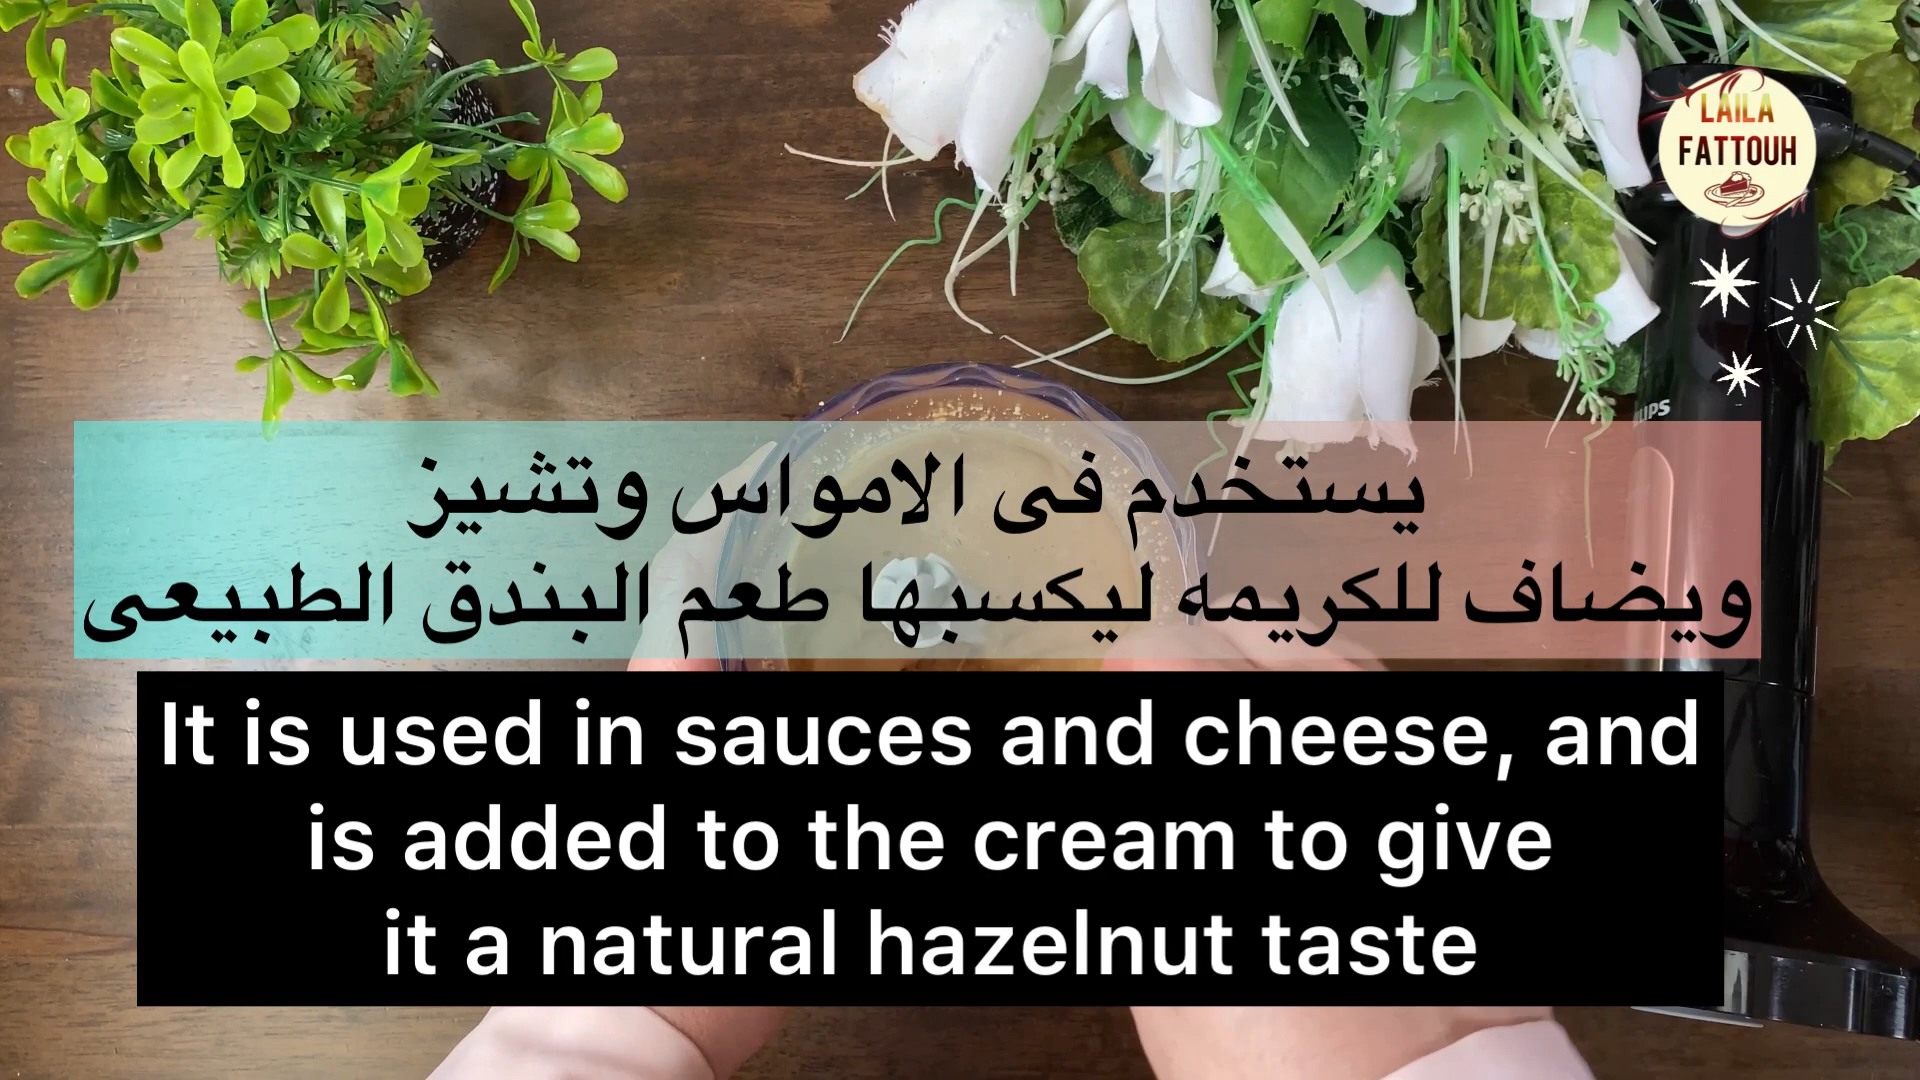 LAILA
FATTOUH
يستخدم فى الامواس وتشيز
ويضاف للكريمه ليكسبها طعم البندق الطبيعى
It is used in sauces and cheese, and
is added to the cream to give
it a natural hazelnut taste